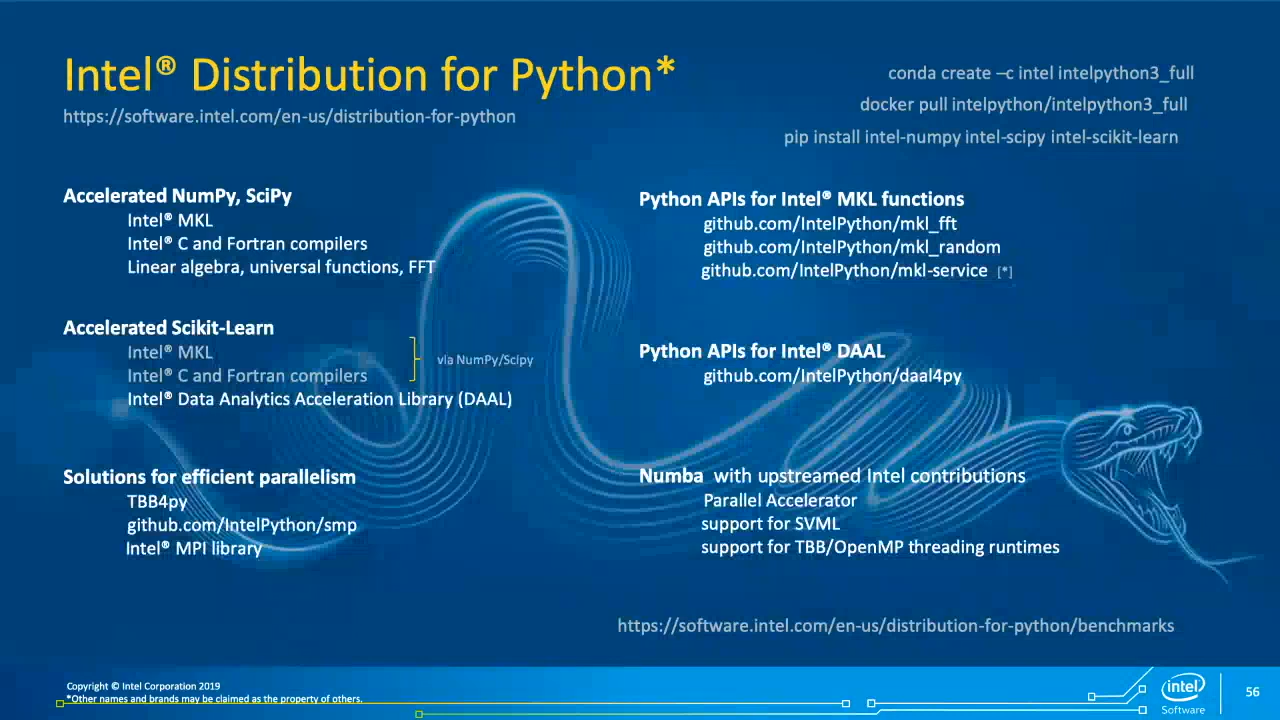 Intel® Distribution for Python*
https://software.intel.com/en-us/distribution-for-python
conda create –c intel intelpython3_full
docker pull intelpython/intelpython3_full
pip install intel-numpy intel-scipy intel-scikit-learn
Accelerated NumPy, SciPy
Intel® MKL
Intel® C and Fortran compilers
Linear algebra, universal functions, FFT
Accelerated Scikit-Learn
Intel® MKL
Intel® C and Fortran compilers
via NumPy/Scipy
Intel® Data Analytics Acceleration Library (DAAL)
Solutions for efficient parallelism
TBB4py
github.com/IntelPython/smp
Intel® MPI library
Python APIs for Intel® MKL functions
github.com/IntelPython/mkl_fft
github.com/IntelPython/mkl_random
github.com/IntelPython/mkl-service [*]
Python APIs for Intel® DAAL
github.com/IntelPython/daal4py
Numba with upstreamed Intel contributions
Parallel Accelerator
support for SVML
support for TBB/OpenMP threading runtimes
https://software.intel.com/en-us/distribution-for-python/benchmarks
Copyright © Intel Corporation 2019
*Other names and brands may be claimed as the property of others.
intel
Software
56